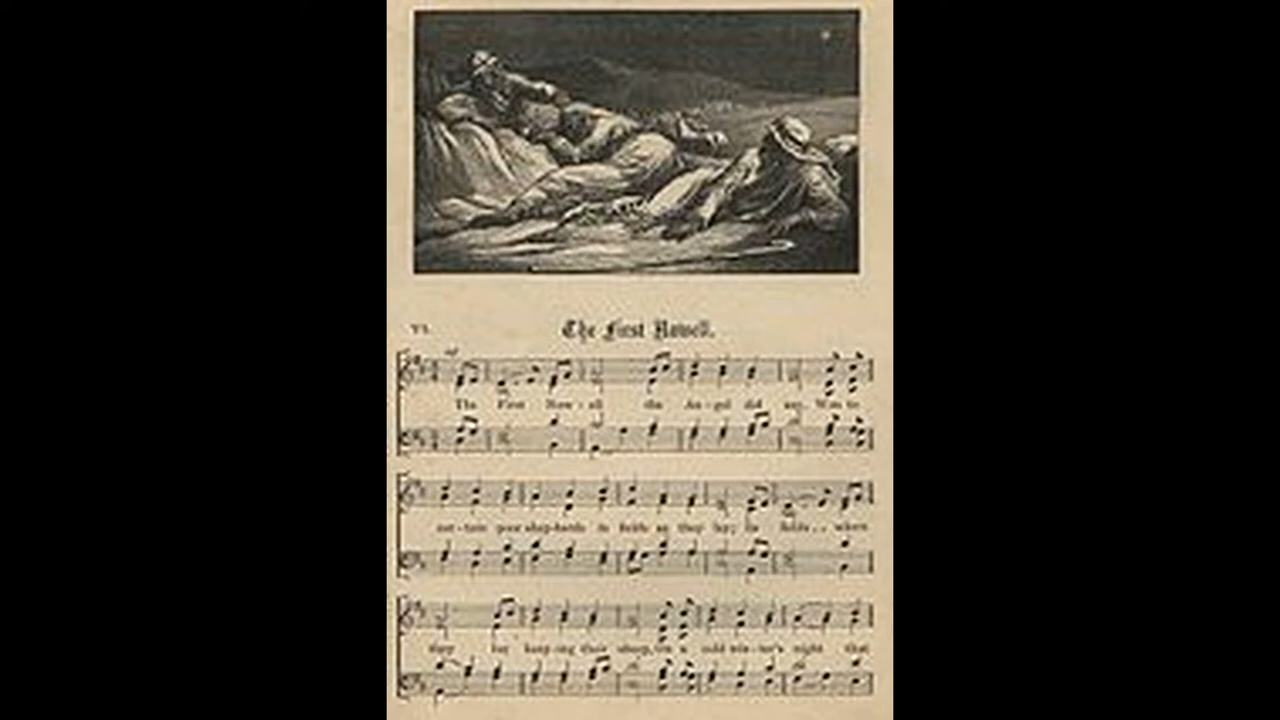 VI.
The First Nowell.
The First Now - ell the An - gel did say, Was to
cer - tain poor shep - herds in fields as they lay; In fields.. where
they lay keep - ing their sheep, On a cold win - ter's night that